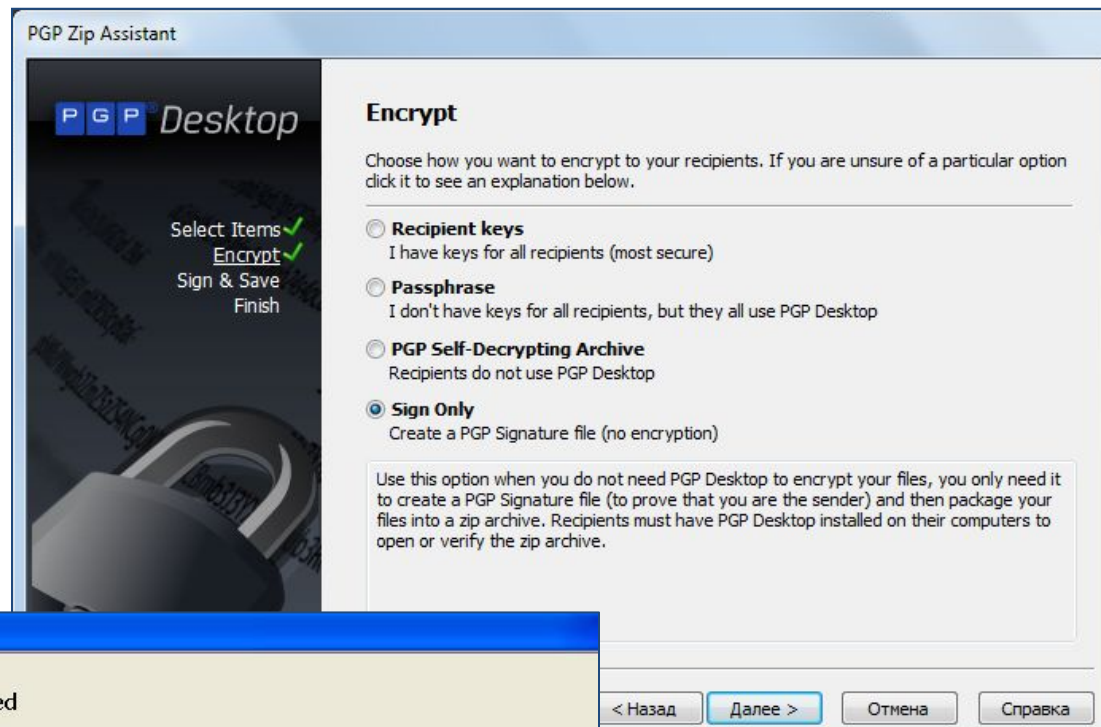 PGP Zip Assistant
PGP® Desktop
Select Items
Encrypt
Sign & Save
Finish
Encrypt
Choose how you want to encrypt to your recipients. If you are unsure of a particular option
click it to see an explanation below.
Recipient keys
I have keys for all recipients (most secure)
Passphrase
I don't have keys for all recipients, but they all use PGP Desktop
PGP Self-Decrypting Archive
Recipients do not use PGP Desktop
Sign Only
Create a PGP Signature file (no encryption)
Use this option when you do not need PGP Desktop to encrypt your files, you only need it
to create a PGP Signature file (to prove that you are the sender) and then package your
files into a zip archive. Recipients must have PGP Desktop installed on their computers to
open or verify the zip archive.
ed
< Назад Далее > Отмена Справка